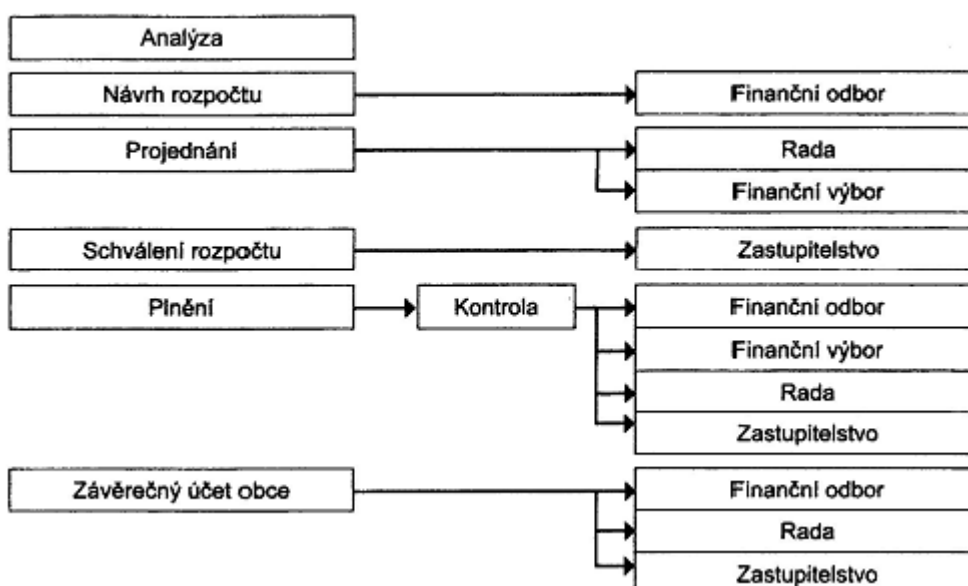 Analýza
Návrh rozpočtu
Finanční odbor
Projednání
Rada
Finanční výbor
Schválení rozpočtu
Zastupitelstvo
Plnění
Kontrola
Finanční odbor
Finanční výbor
Rada
Zastupitelstvo
Závěrečný účet obce
Finanční odbor
Rada
Zastupitelstvo